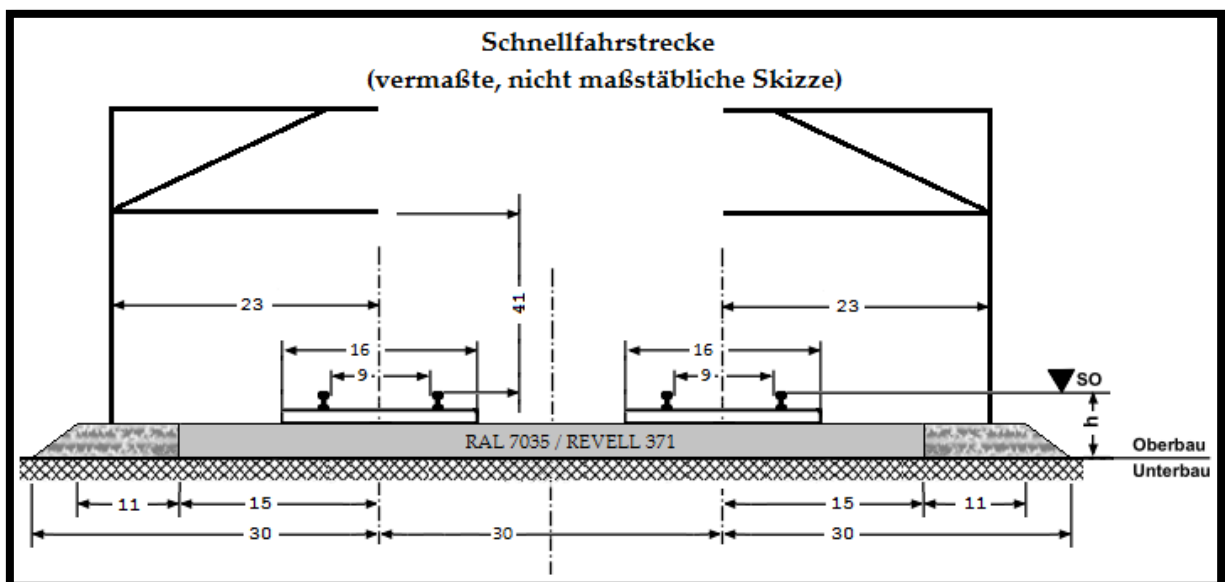 Schnellfahrstrecke
(vermaßte, nicht maßstäbliche Skizze)
23
41
23
16
16
9
9
SO
h
RAL 7035 / REVELL 371
Oberbau
Unterbau
11
15
15
11
30
30
30